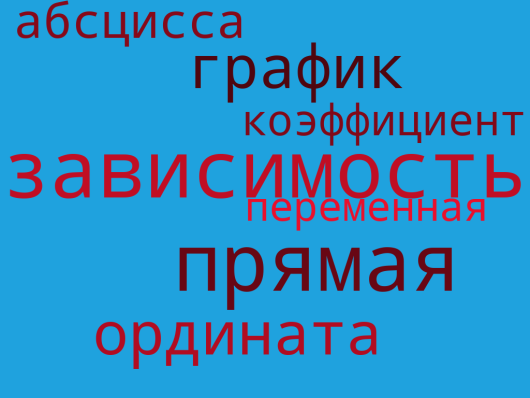 абсцисса
график
коэффициент
зависимость
переменная
прямая
ордината